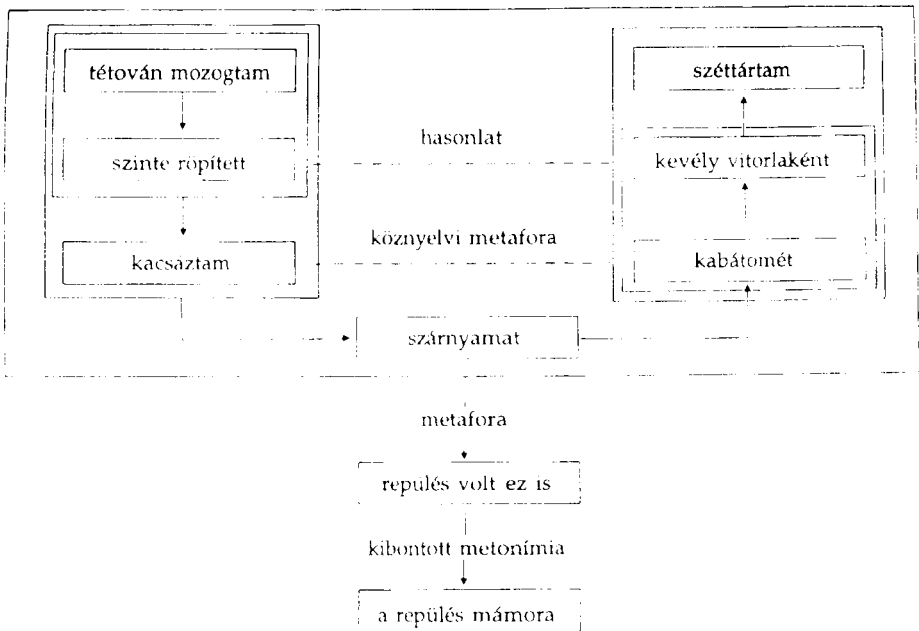 tétován mozogtam
széttártam
hasonlat
szinte röpített
kevély vitorlaként
köznyelvi metafora
kacsáztam
kabátomét
szárnyamat
metafora
repülés volt ez is
kibontott metonímia
a repülés mámora